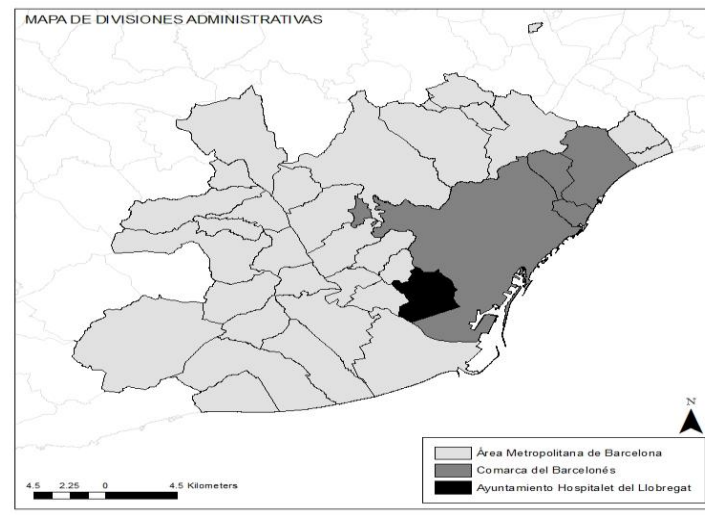 MAPA DE DIVISIONES ADMINISTRATIVAS
N
Área Metropolitana de Barcelona
Comarca del Barcelonés
Ayuntamiento Hospitalet del Llobregat
4.5 2.25 0 4.5 Kilometers